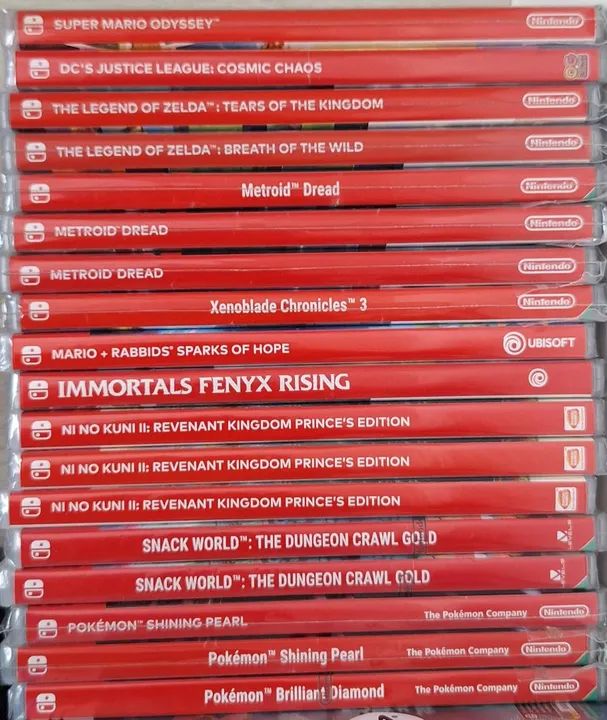 SUPER MARIO ODYSSEY™ Nintendo
DC'S JUSTICE LEAGUE: COSMIC CHAOS
THE LEGEND OF ZELDA™: TEARS OF THE KINGDOM Nintendo
THE LEGEND OF ZELDA™: BREATH OF THE WILD Nintendo
Metroid™ Dread Nintendo
METROID™ DREAD Nintendo
METROID™ DREAD Nintendo
Xenoblade Chronicles™ 3 Nintendo
MARIO + RABBIDS® SPARKS OF HOPE UBISOFT
IMMORTALS FENYX RISING
NI NO KUNI II: REVENANT KINGDOM PRINCE'S EDITION
NI NO KUNI II: REVENANT KINGDOM PRINCE'S EDITION
NI NO KUNI II: REVENANT KINGDOM PRINCE'S EDITION
SNACK WORLD™: THE DUNGEON CRAWL GOLD
SNACK WORLD™: THE DUNGEON CRAWL GOLD
POKÉMON™ SHINING PEARL The Pokémon Company Nintendo
Pokémon™ Shining Pearl The Pokémon Company Nintendo
Pokémon™ Brilliant Diamond The Pokémon Company Nintendo